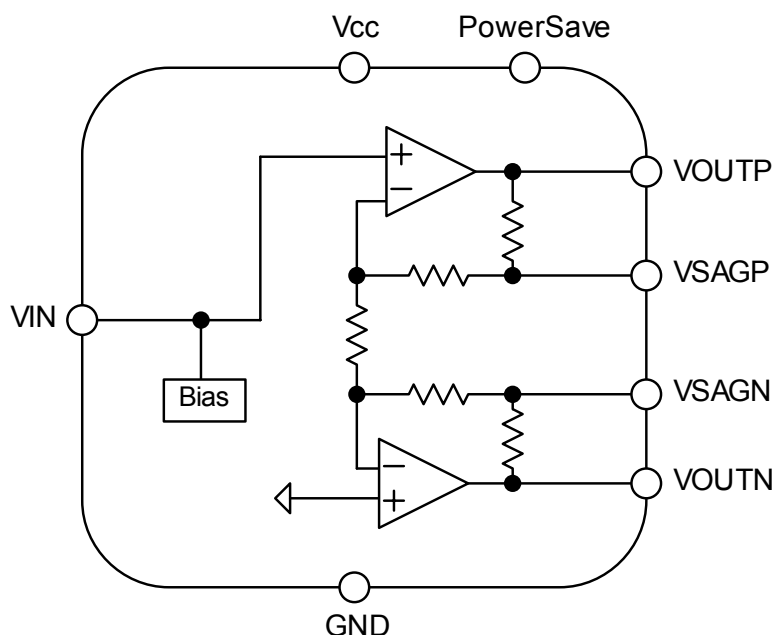 Vcc
PowerSave
+
−
VOUTP
VSAGP
VIN
Bias
VSAGN
−
+
VOUTN
GND